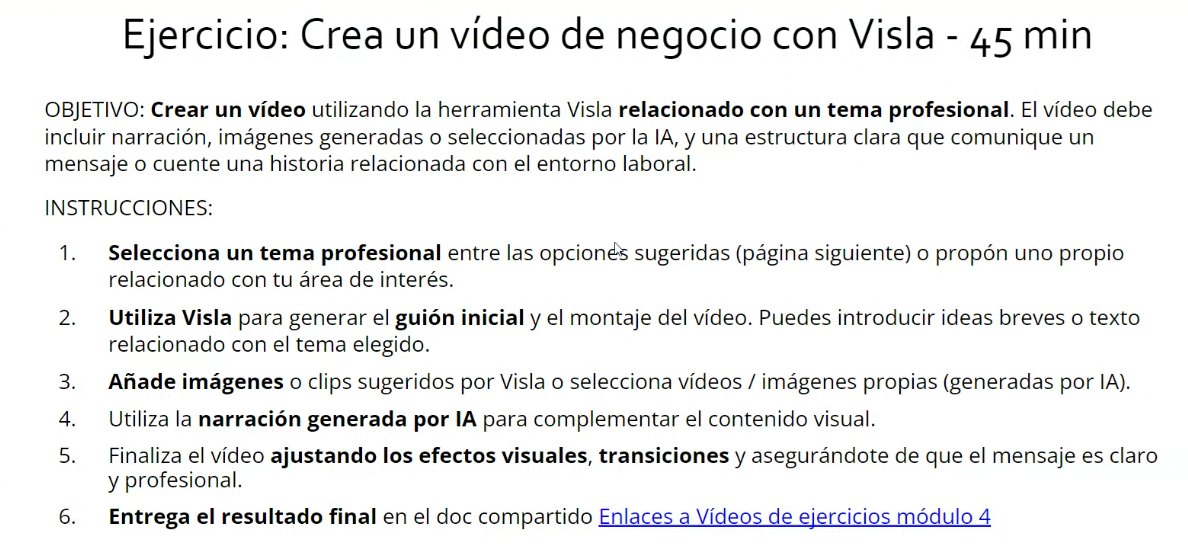 Ejercicio: Crea un vídeo de negocio con Visla - 45 min
OBJETIVO: Crear un vídeo utilizando la herramienta Visla relacionado con un tema profesional. El vídeo debe
incluir narración, imágenes generadas o seleccionadas por la IA, y una estructura clara que comunique un
mensaje o cuente una historia relacionada con el entorno laboral.
INSTRUCCIONES:
1. Selecciona un tema profesional entre las opciones sugeridas (página siguiente) o propón uno propio
relacionado con tu área de interés.
2. Utiliza Visla para generar el guión inicial y el montaje del vídeo. Puedes introducir ideas breves o texto
relacionado con el tema elegido.
3. Añade imágenes o clips sugeridos por Visla o selecciona vídeos / imágenes propias (generadas por IA).
4. Utiliza la narración generada por IA para complementar el contenido visual.
5. Finaliza el vídeo ajustando los efectos visuales, transiciones y asegurándote de que el mensaje es claro
y profesional.
6. Entrega el resultado final en el doc compartido Enlaces a Vídeos de ejercicios módulo 4